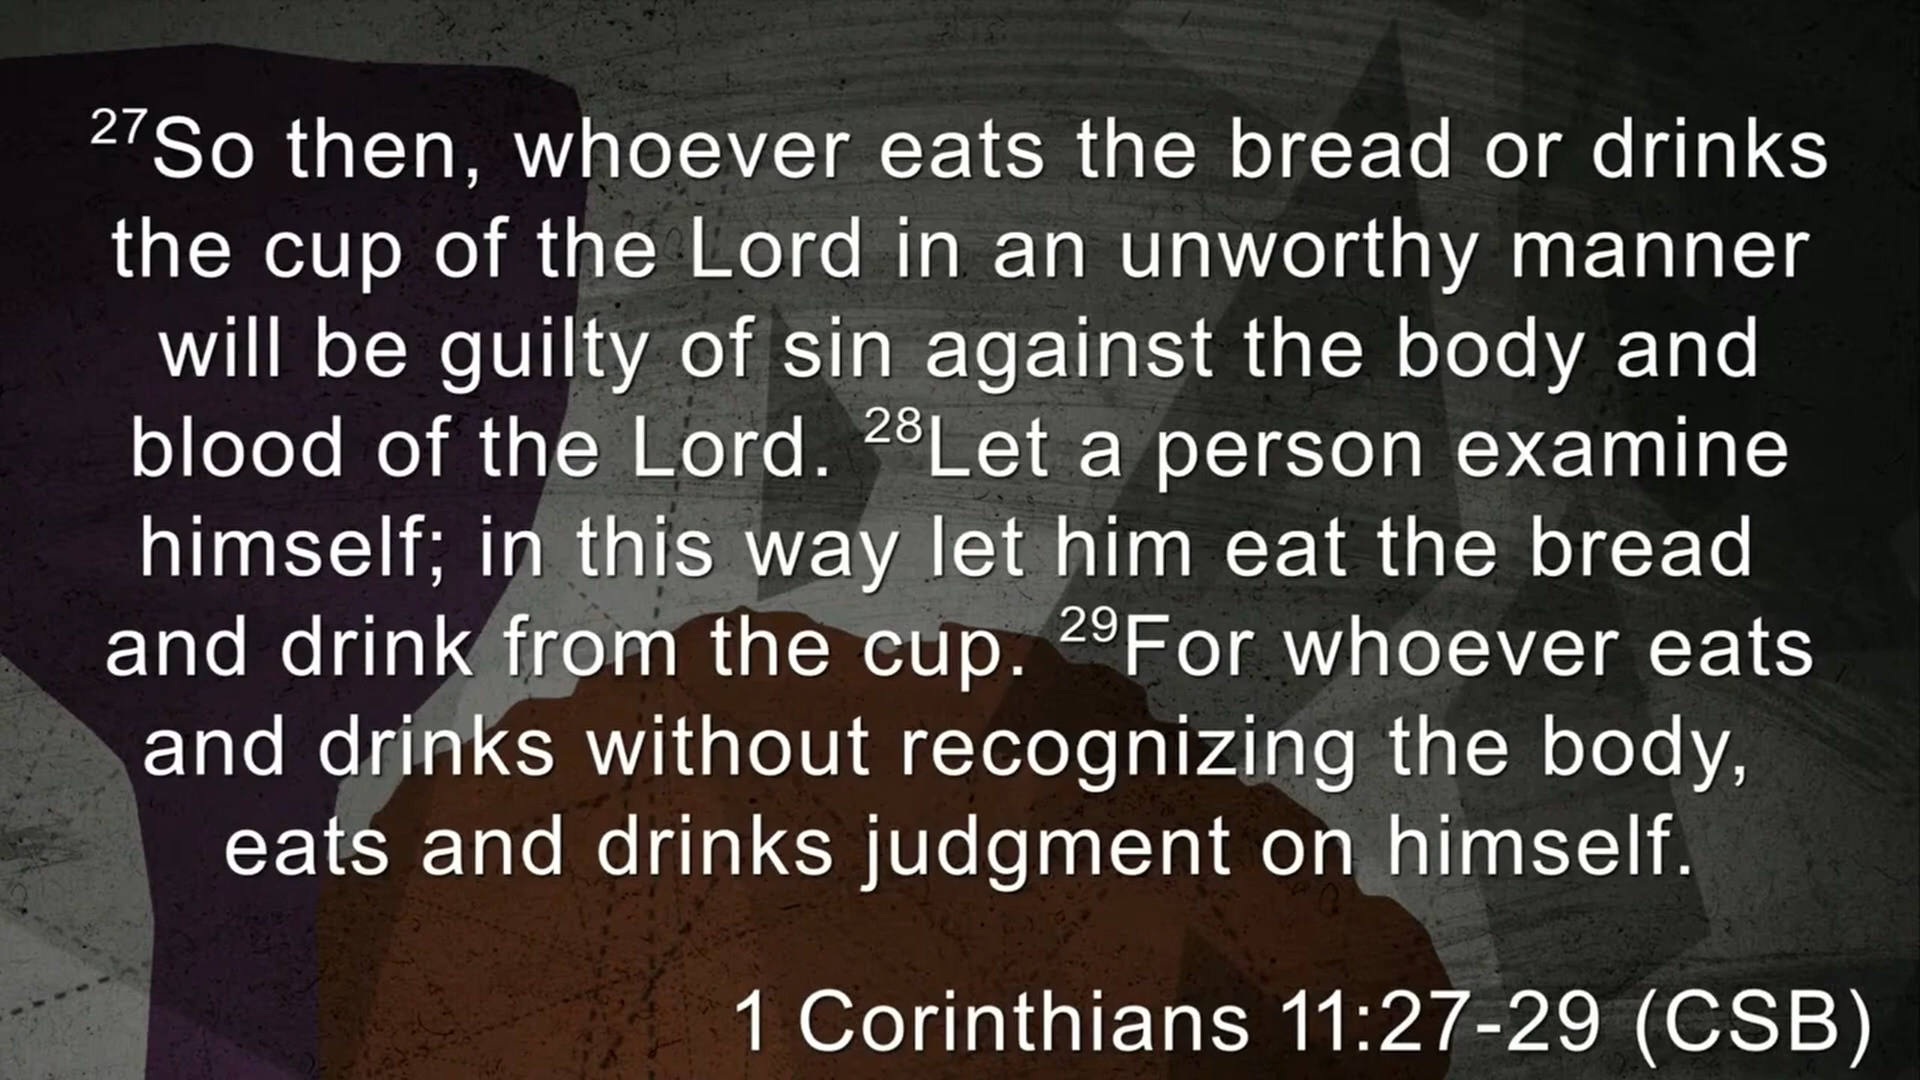 27So then, whoever eats the bread or drinks
the cup of the Lord in an unworthy manner
will be guilty of sin against the body and
blood of the Lord. 28Let a person examine
himself; in this way let him eat the bread
and drink from the cup. 29For whoever eats
and drinks without recognizing the body,
eats and drinks judgment on himself.
1 Corinthians 11:27-29 (CSB)